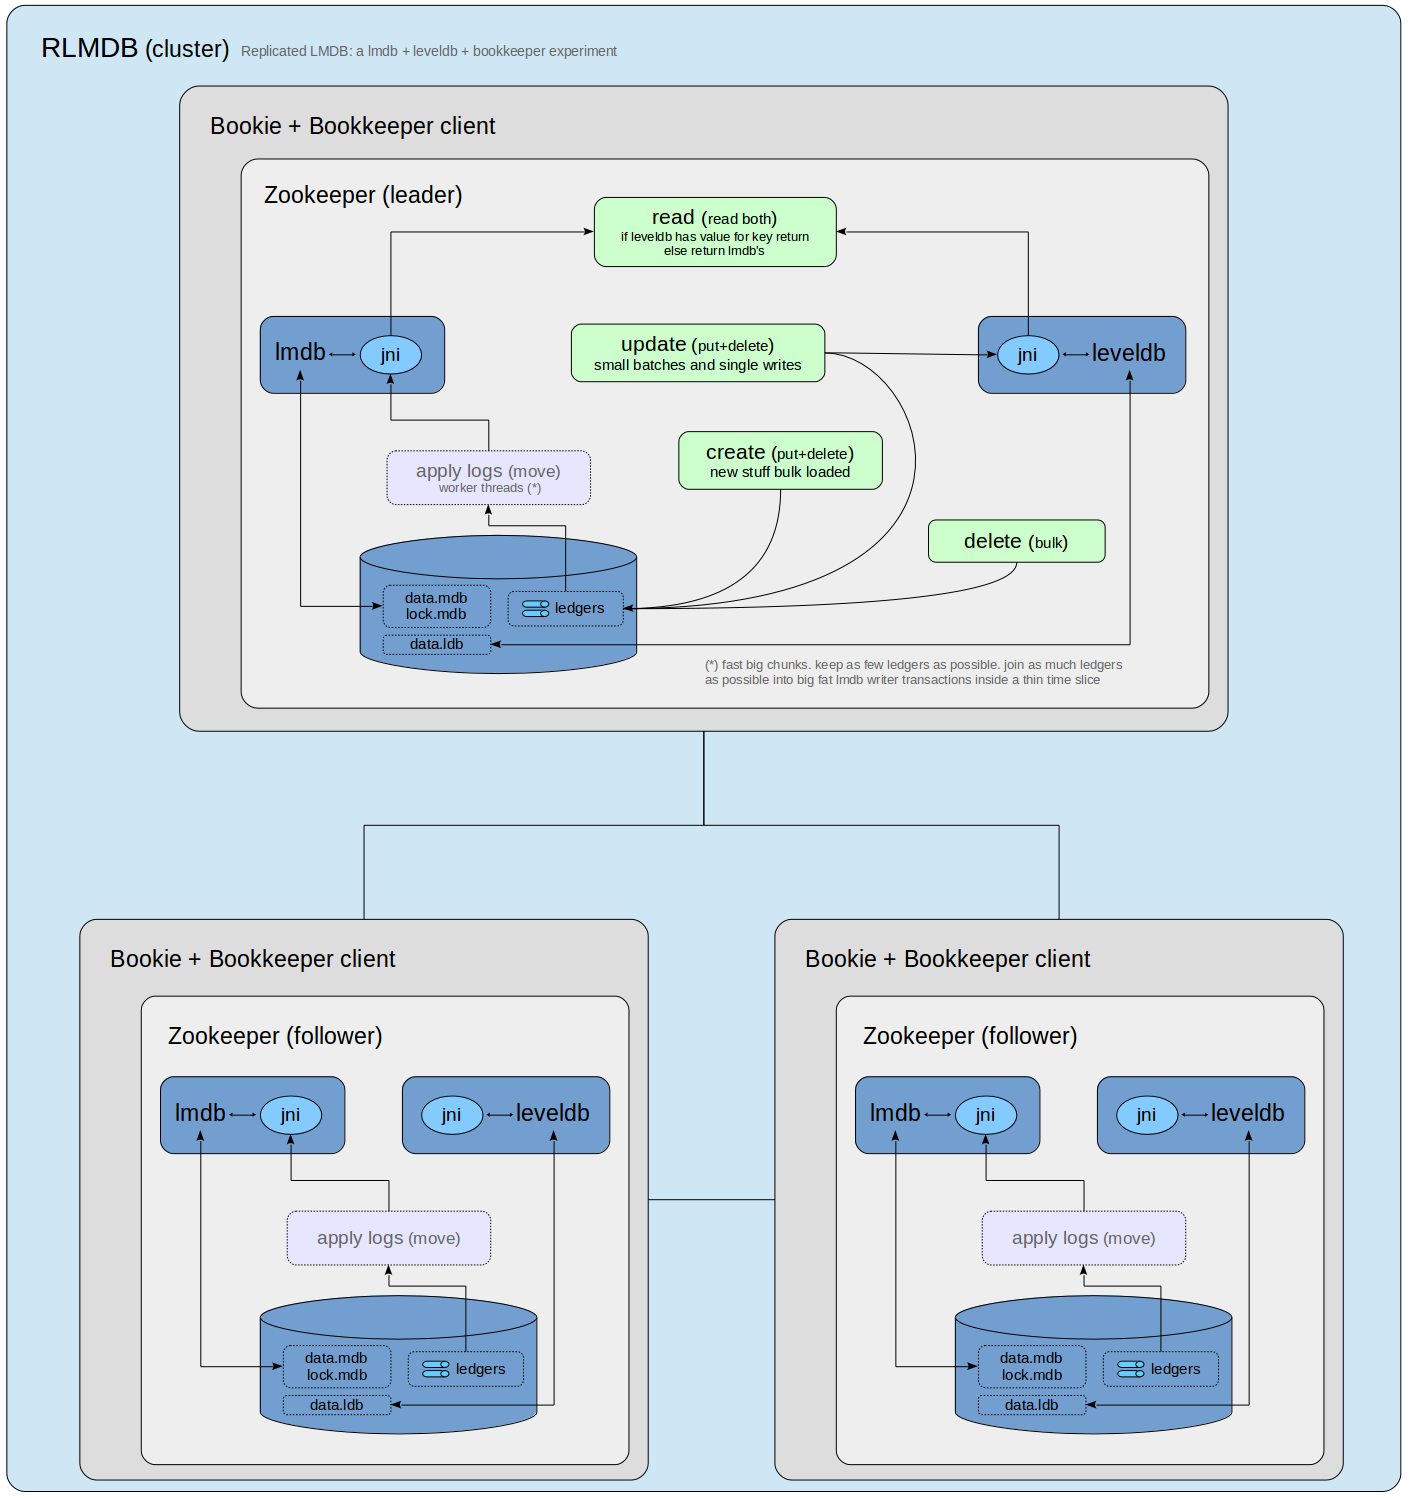 RLMDB (cluster) Replicated LMDB: a lmdb + leveldb + bookkeeper experiment
Bookie + Bookkeeper client
Zookeeper (leader)
read (read both)
if leveldb has value for key return
else return lmdb's
lmdb jni
update (put+delete)
small batches and single writes
jni leveldb
create (put+delete)
new stuff bulk loaded
apply logs (move)
worker threads (*)
delete (bulk)
data.mdb
lock.mdb
ledgers
data.ldb
(*) fast big chunks. keep as few ledgers as possible. join as much ledgers
as possible into big fat lmdb writer transactions inside a thin time slice
Bookie + Bookkeeper client
Zookeeper (follower)
lmdb jni
jni leveldb
apply logs (move)
data.mdb
lock.mdb
ledgers
data.ldb
Bookie + Bookkeeper client
Zookeeper (follower)
lmdb jni
jni leveldb
apply logs (move)
data.mdb
lock.mdb
ledgers
data.ldb